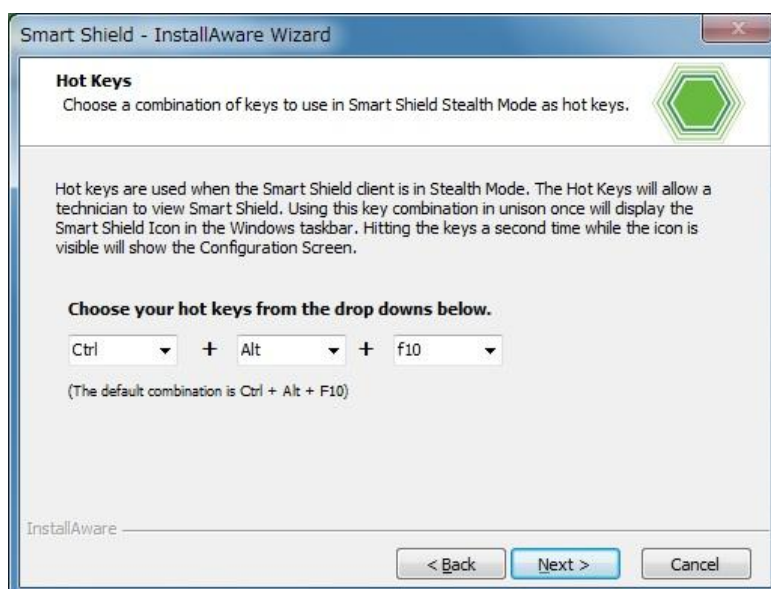 Smart Shield - InstallAware Wizard
Hot Keys
Choose a combination of keys to use in Smart Shield Stealth Mode as hot keys.
Hot keys are used when the Smart Shield client is in Stealth Mode. The Hot Keys will allow a
technician to view Smart Shield. Using this key combination in unison once will display the
Smart Shield Icon in the Windows taskbar. Hitting the keys a second time while the icon is
visible will show the Configuration Screen.
Choose your hot keys from the drop downs below.
Ctrl + Alt + f10
(The default combination is Ctrl + Alt + F10)
InstallAware
< Back Next > Cancel